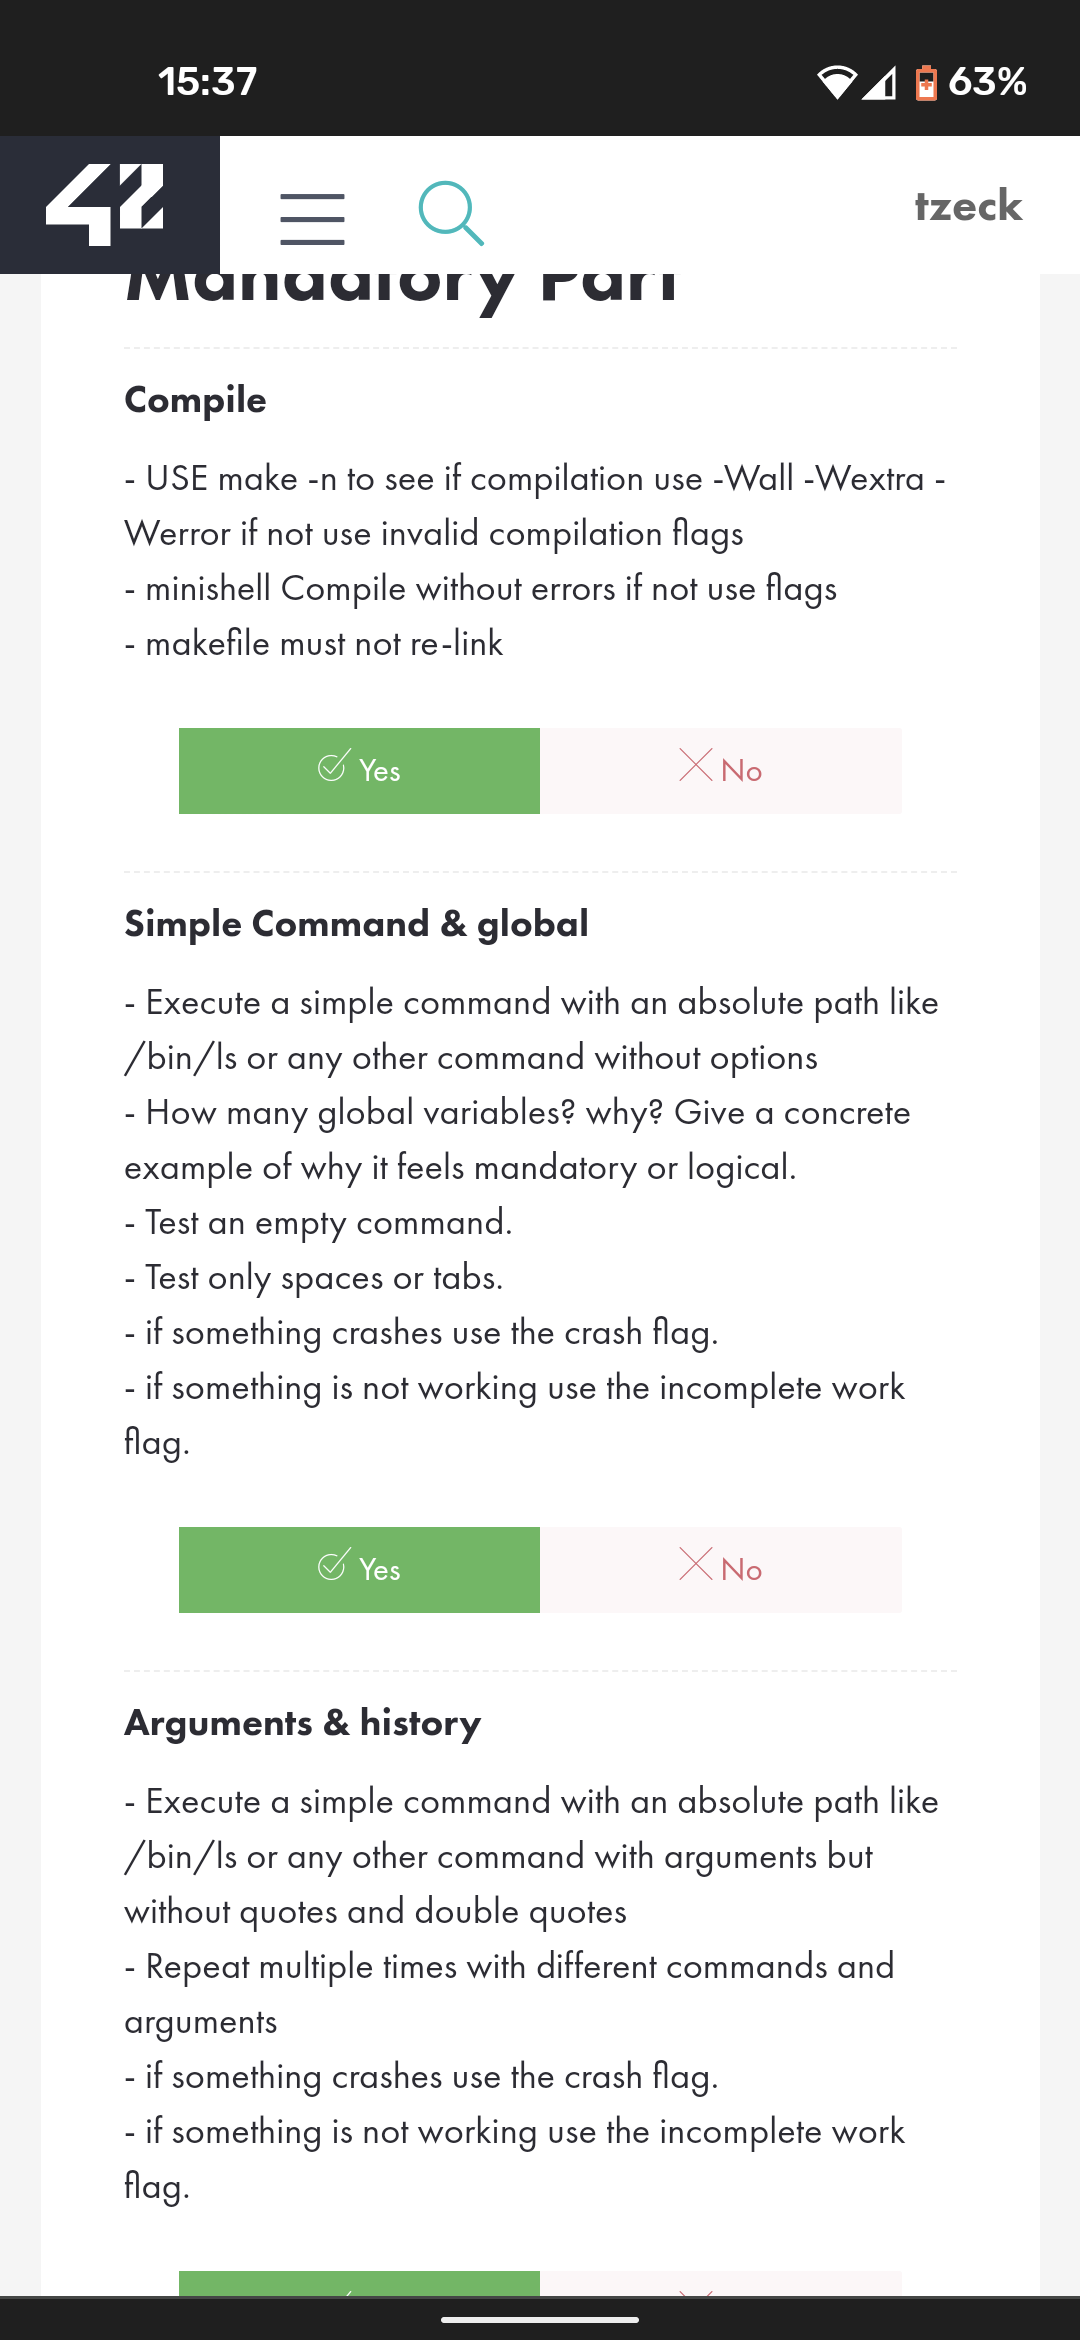 15:37
63%
42
tzeck
Mandatory Part
Compile
- USE make -n to see if compilation use -Wall -Wextra -
Werror if not use invalid compilation flags
- minishell Compile without errors if not use flags
- makefile must not re-link
Yes
No
Simple Command & global
- Execute a simple command with an absolute path like
/bin/ls or any other command without options
- How many global variables? why? Give a concrete
example of why it feels mandatory or logical.
- Test an empty command.
- Test only spaces or tabs.
- if something crashes use the crash flag.
- if something is not working use the incomplete work
flag.
Yes
No
Arguments & history
- Execute a simple command with an absolute path like
/bin/ls or any other command with arguments but
without quotes and double quotes
- Repeat multiple times with different commands and
arguments
- if something crashes use the crash flag.
- if something is not working use the incomplete work
flag.